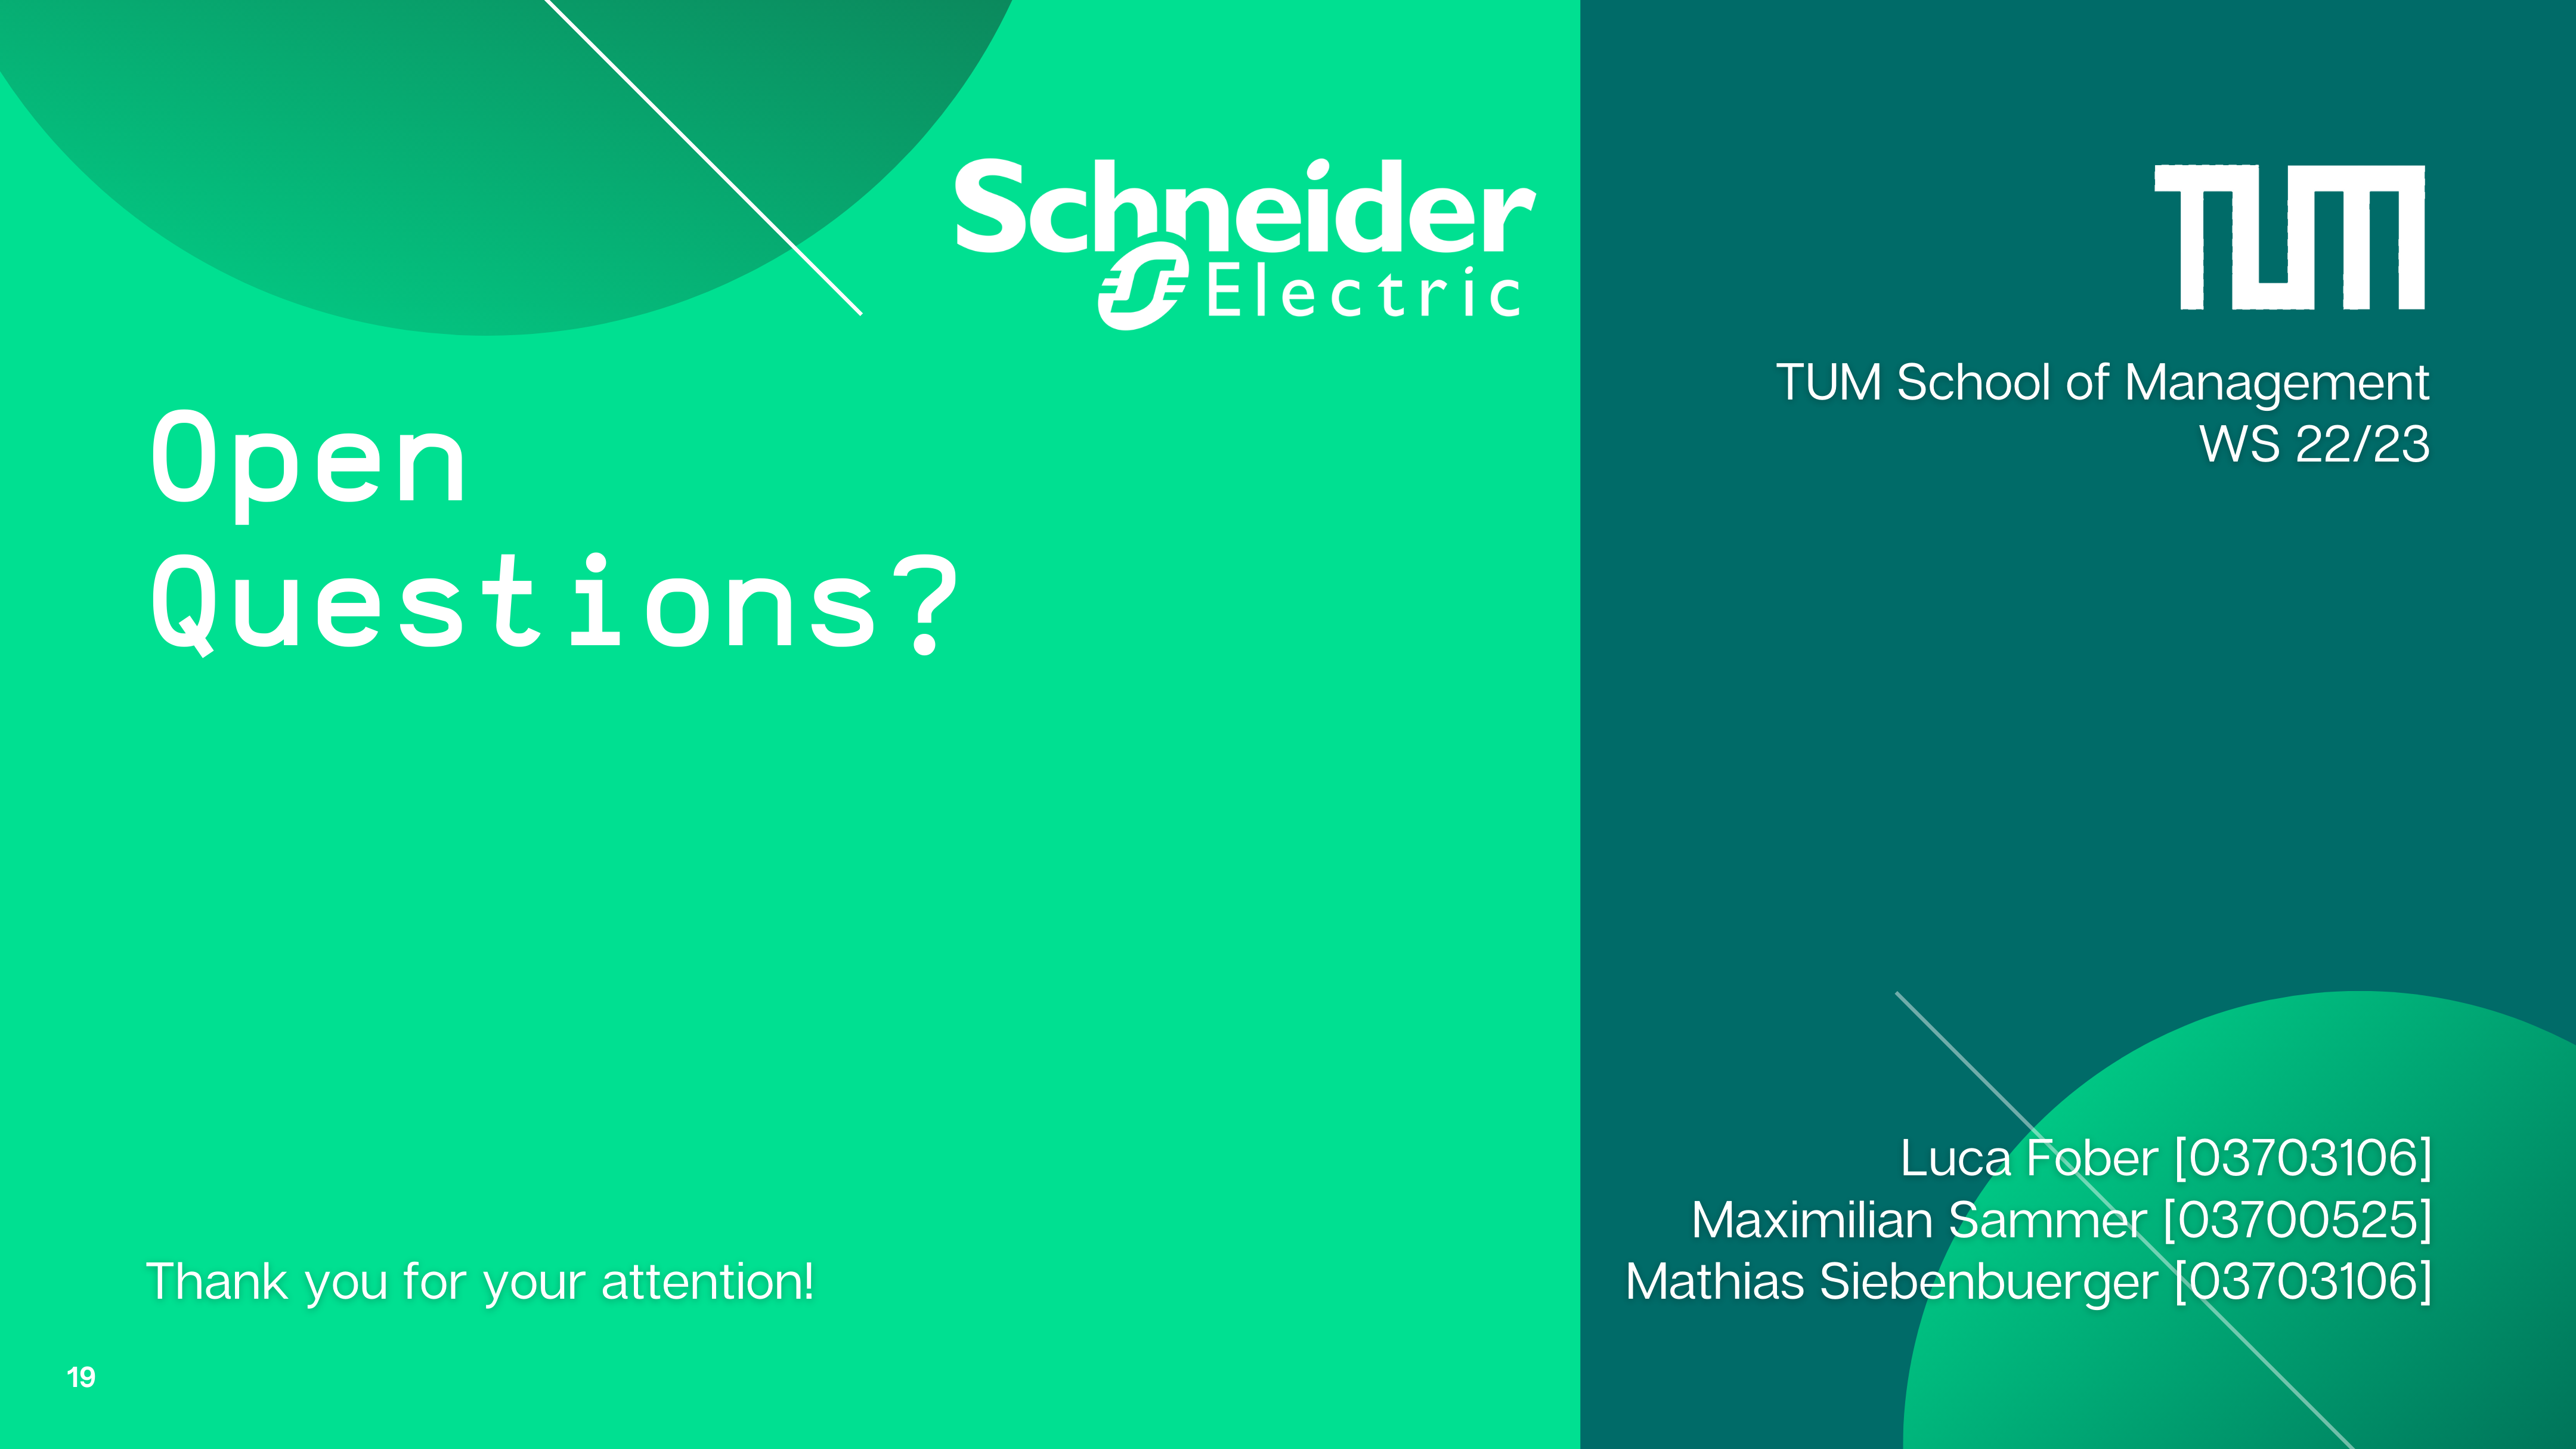 Schneider
Electric
Open
Questions?
Thank you for your attention!
19
TUM
TUM School of Management
WS 22/23
Luca Fober [03703106]
Maximilian Sammer [03700525]
Mathias Siebenbuerger [03703106]